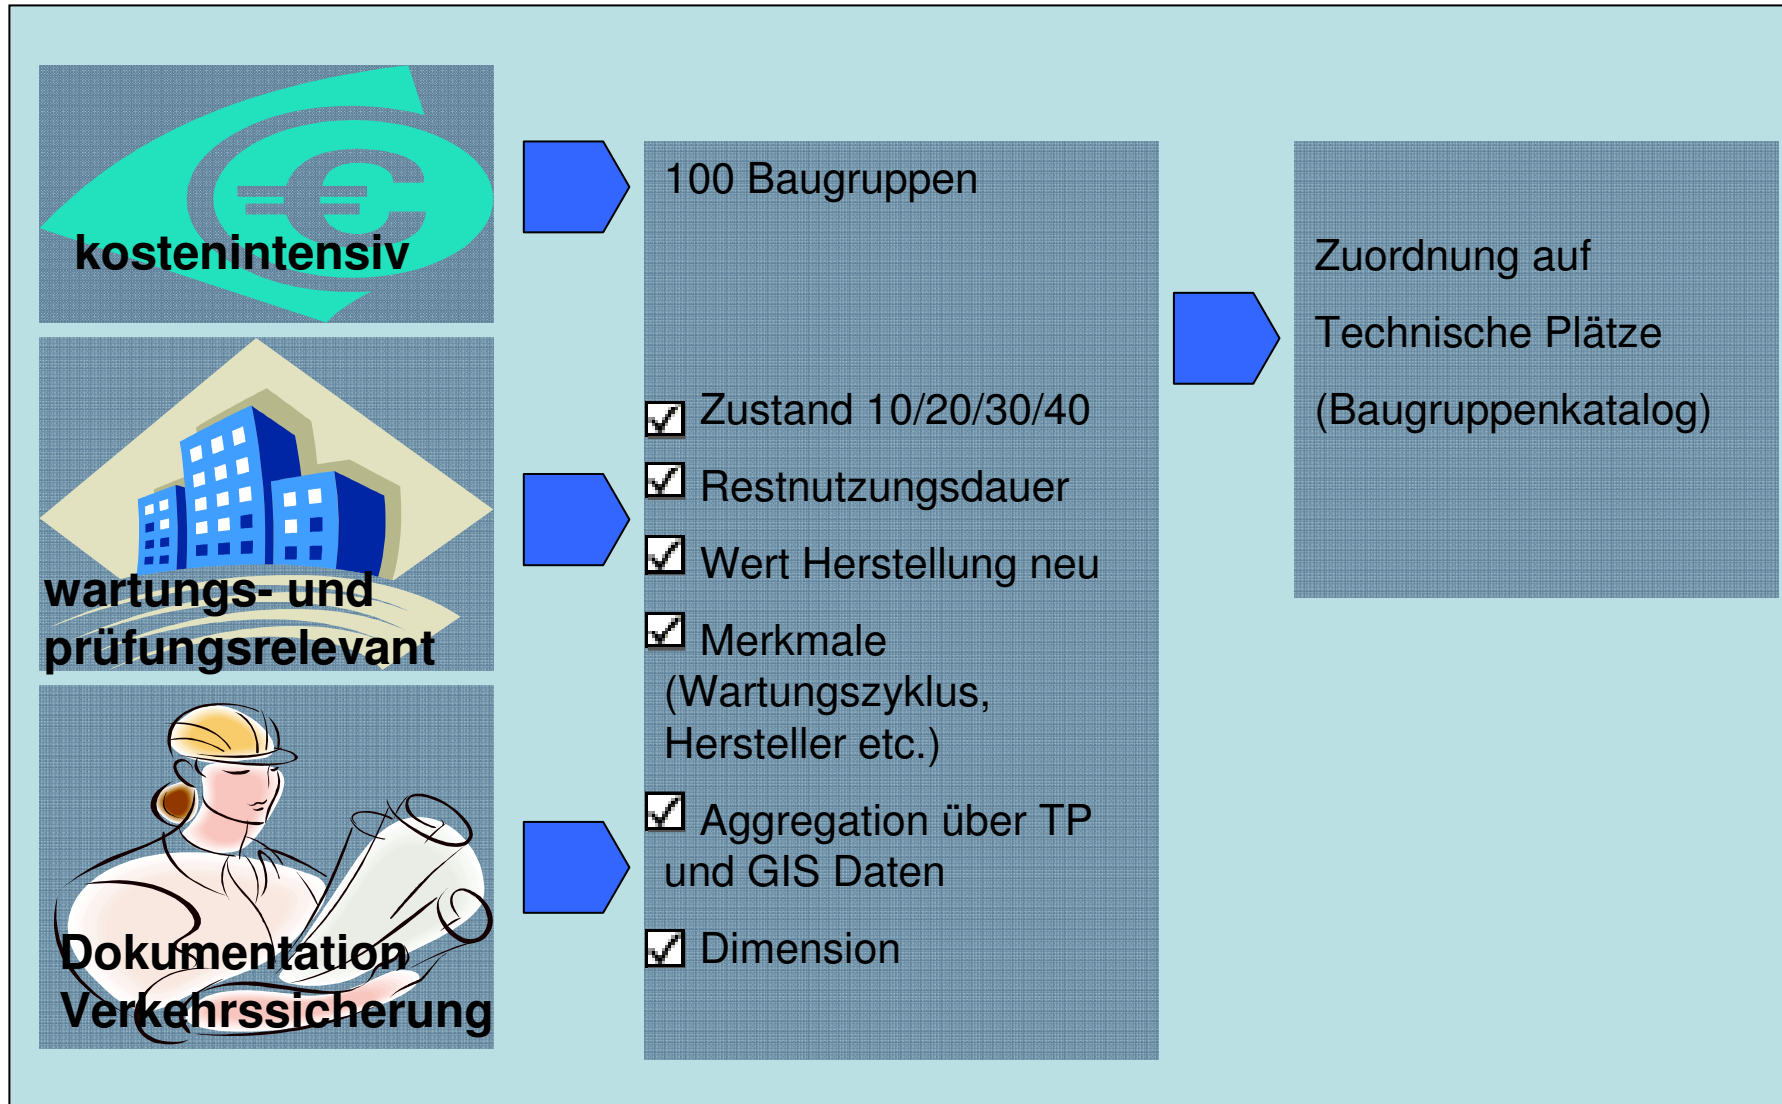 kostenintensiv
wartungs- und
prüfungsrelevant
Dokumentation
Verkehrssicherung
100 Baugruppen
Zustand 10/20/30/40
Restnutzungsdauer
Wert Herstellung neu
Merkmale
(Wartungszyklus,
Hersteller etc.)
Aggregation über TP
und GIS Daten
Dimension
Zuordnung auf
Technische Plätze
(Baugruppenkatalog)